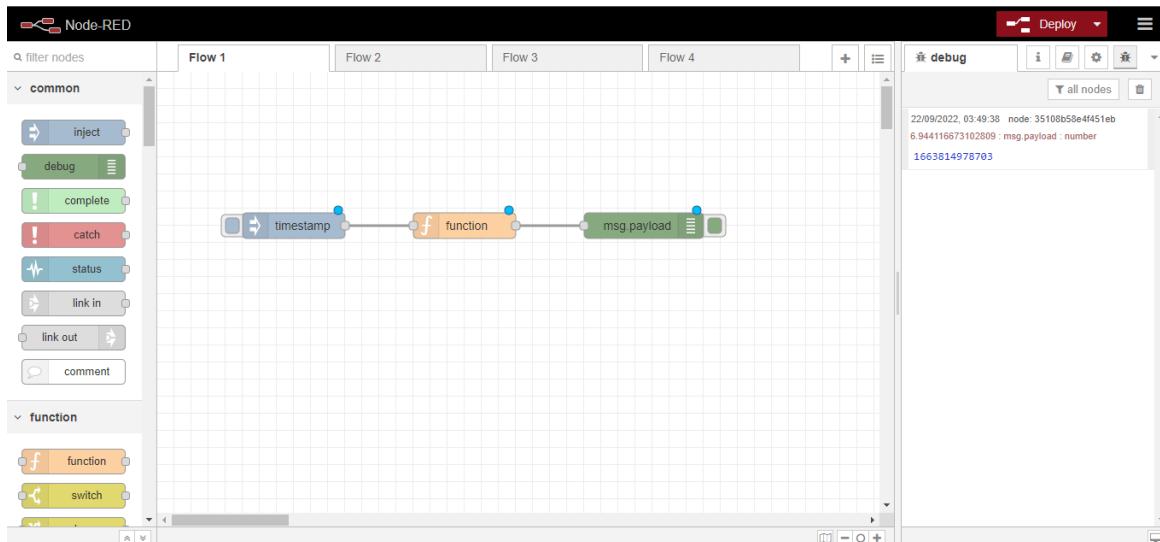 Node-RED
Deploy
filter nodes
Flow 1
Flow 2
Flow 3
Flow 4
debug
i
common
all nodes
inject
debug
complete
catch
status
link in
link out
comment
function
function
switch
timestamp
function
msg.payload
22/09/2022, 03:49:38 node: 35108b58e4f451eb
6.944116673102809 : msg.payload : number
1663814978703